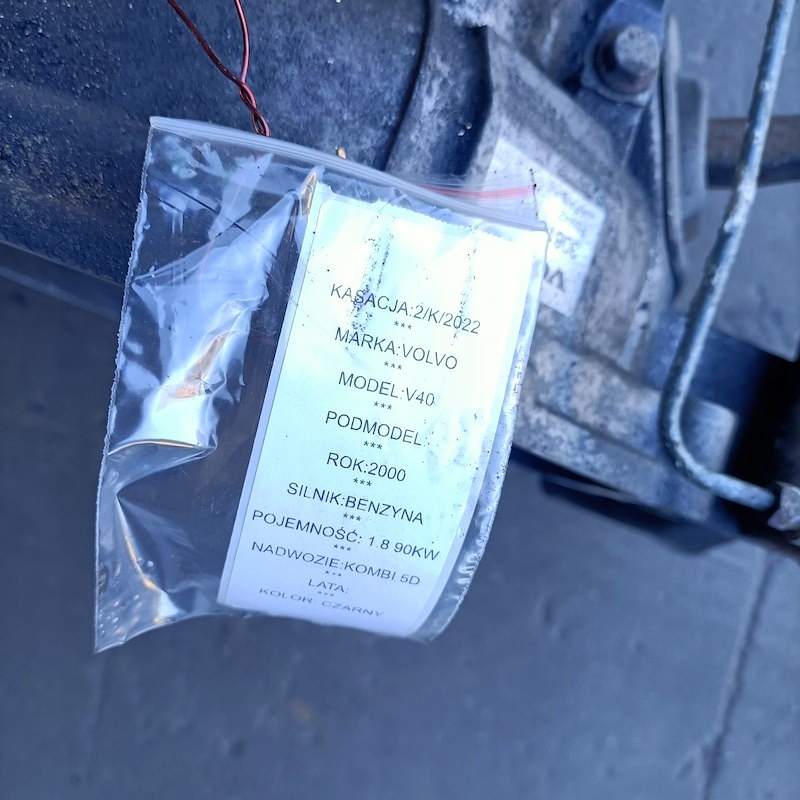 KASACJA:2/K/2022
***
MARKA:VOLVO
***
MODEL:V40
***
PODMODEL:
***
ROK:2000
***
SILNIK:BENZYNA
***
POJEMNOŚĆ: 1.8 90KW
***
NADWOZIE:KOMBI 5D
***
LATA:
***
KOLOR: CZARNY